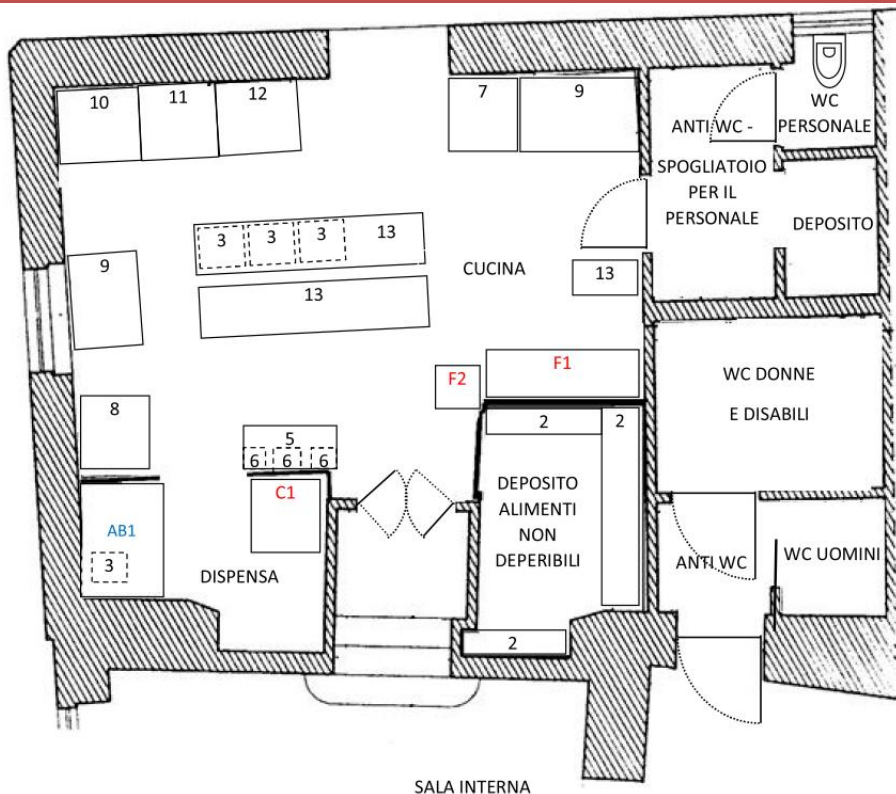 10
11
12
7
9
ANTI WC -
WC
PERSONALE
SPOGLIATOIO
PER IL
PERSONALE
DEPOSITO
3
3
3
13
9
CUCINA
13
13
F2
F1
WC DONNE
E DISABILI
8
5
6
6
6
2
2
C1
DEPOSITO
ALIMENTI
NON
DEPERIBILI
AB1
3
DISPENSA
ANTI WC
WC UOMINI
2
SALA INTERNA